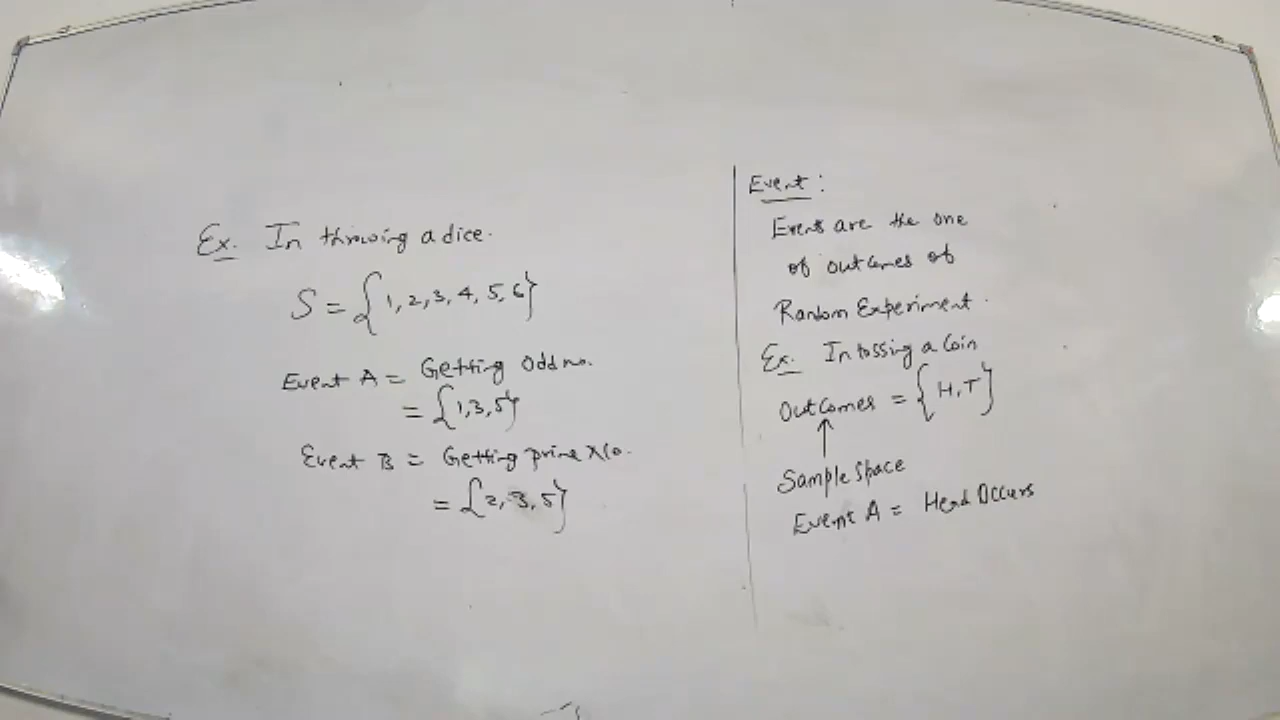 Ex. In throwing a dice.
S = {1, 2, 3, 4, 5, 6}
Event A = Getting Odd no.
= {1, 3, 5}
Event B = Getting prime No.
= {2, 3, 5}
Event :
Event are the one
of outcomes of
Random Experiment.
Ex. In tossing a Coin
Outcomes = {H, T}
↑
Sample Space
Event A = Head Occurs